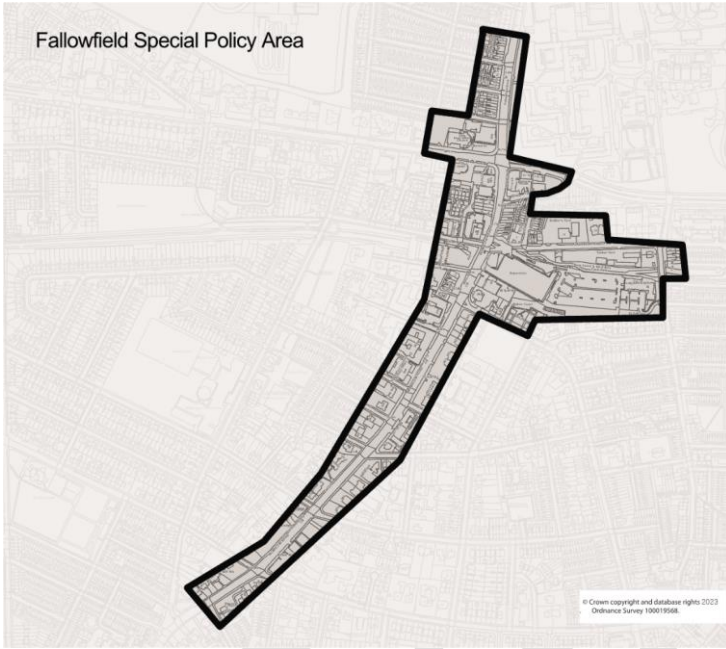 Fallowfield Special Policy Area
© Crown copyright and database rights 2023
Ordnance Survey 100019568.